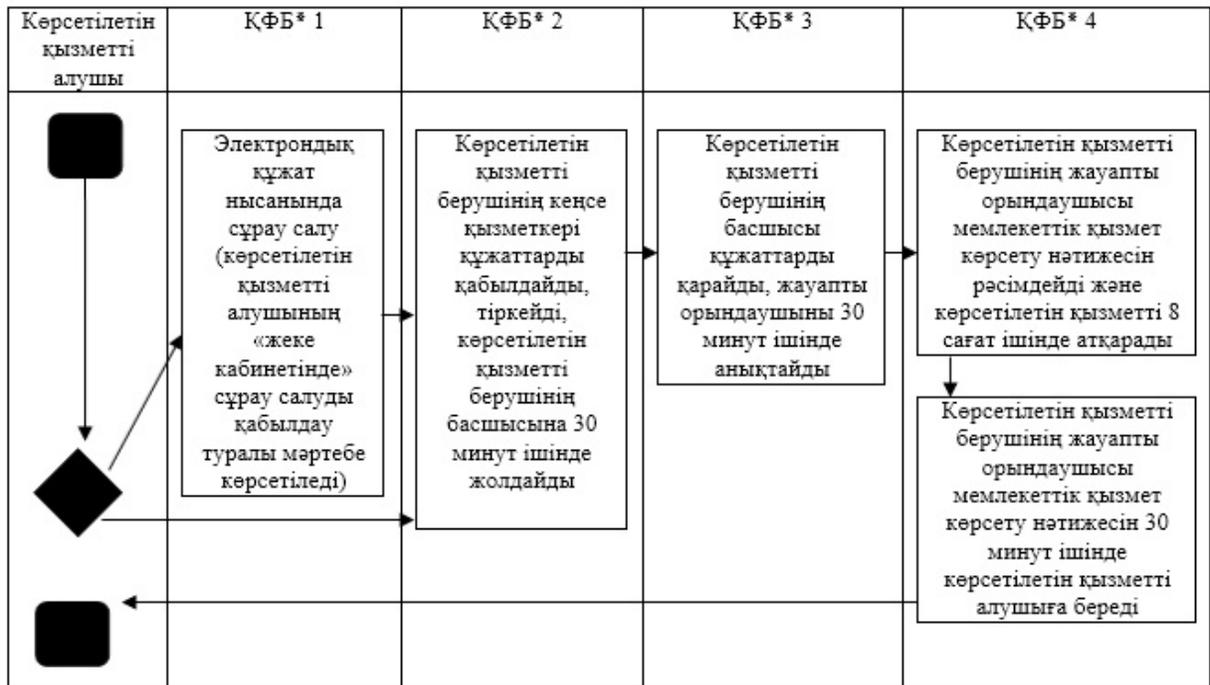 Көрсетілетін
қызметті
алушы
ҚФБ* 1
ҚФБ* 2
ҚФБ* 3
ҚФБ* 4
Электрондық
құжат
нысанында
сұрау салу
(көрсетілетін
қызметті
алушының
«жеке
кабинетінде»
сұрау салуды
қабылдау
туралы мәртебе
көрсетіледі)
Көрсетілетін
қызметті
берушінің кеңсе
қызметкері
құжаттарды
қабылдайды,
тіркейді,
көрсетілетін
қызметті
берушінің
басшысына 30
минут ішінде
жолдайды
Көрсетілетін
қызметті
берушінің
басшысы
құжаттарды
қарайды, жауапты
орындаушыны 30
минут ішінде
анықтайды
Көрсетілетін қызметті
берушінің жауапты
орындаушысы
мемлекеттік қызмет
көрсету нәтижесін
рәсімдейді және
көрсетілетін қызметті 8
сағат ішінде атқарады
Көрсетілетін қызметті
берушінің жауапты
орындаушысы
мемлекеттік қызмет
көрсету нәтижесін 30
минут ішінде
көрсетілетін қызметті
алушыға береді